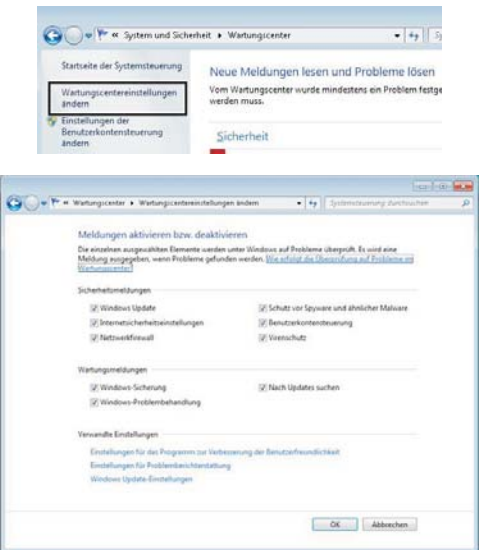 « System und Sicherheit ▸ Wartungscenter
Startseite der Systemsteuerung
Wartungscentereinstellungen
ändern
Einstellungen der
Benutzerkontensteuerung
ändern
Neue Meldungen lesen und Probleme lösen
Vom Wartungscenter wurde mindestens ein Problem festge
werden muss.
Sicherheit
« Wartungscenter ▸ Wartungscentereinstellungen ändern
Systemsteuerung durchsuchen
Meldungen aktivieren bzw. deaktivieren
Die einzelnen ausgewählten Elemente werden unter Windows auf Probleme überprüft. Es wird eine
Meldung ausgegeben, wenn Probleme gefunden werden. Wie erfolgt die Überprüfung auf Probleme im
Wartungscenter?
Sicherheitsmeldungen
Windows Update
Schutz vor Spyware und ähnlicher Malware
Internetsicherheitseinstellungen
Benutzerkontensteuerung
Netzwerkfirewall
Virenschutz
Wartungsmeldungen
Windows-Sicherung
Nach Updates suchen
Windows-Problembehandlung
Verwandte Einstellungen
Einstellungen für das Programm zur Verbesserung der Benutzerfreundlichkeit
Einstellungen für Problemberichterstattung
Windows Update-Einstellungen
OK Abbrechen